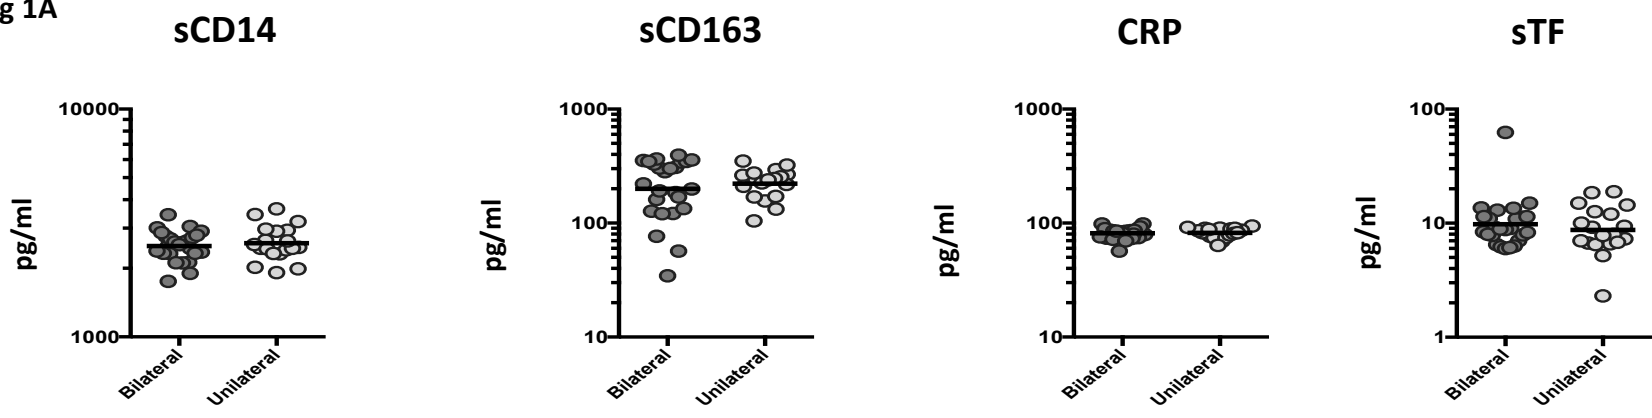 g 1A
sCD14
sCD163
CRP
sTF
10000
1000
pg/ml
Bilateral
Unilateral
1000
100
10
pg/ml
Bilateral
Unilateral
1000
100
10
pg/ml
Bilateral
Unilateral
100
10
1
pg/ml
Bilateral
Unilateral